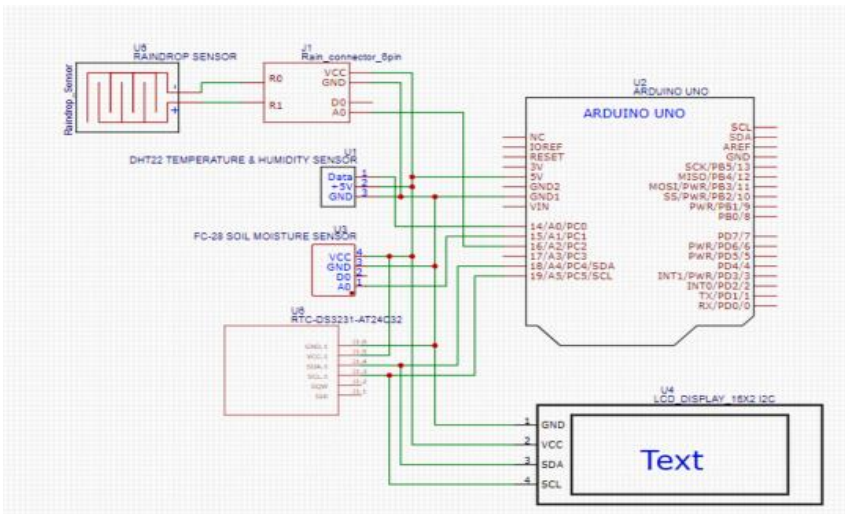 U5
RAINDROP SENSOR
Raindrop_Sensor
-
+
J1
Rain_connector_6pin
R0
R1
VCC
GND
D0
A0
U1
DHT22 TEMPERATURE & HUMIDITY SENSOR
Data 1
+5V 2
GND 3
U3
FC-28 SOIL MOISTURE SENSOR
VCC 4
GND 3
D0 2
A0 1
U6
RTC-DS3231-AT24C32
SQW
U2
ARDUINO UNO
ARDUINO UNO
NC
IOREF
RESET
3V
5V
GND2
GND1
VIN
14/A0/PC0
15/A1/PC1
16/A2/PC2
17/A3/PC3
18/A4/PC4/SDA
19/A5/PC5/SCL
SCL
SDA
AREF
GND
SCK/PB5/13
MISO/PB4/12
MOSI/PWR/PB3/11
SS/PWR/PB2/10
PWR/PB1/9
PB0/8
PD7/7
PWR/PD6/6
PWR/PD5/5
PD4/4
INT1/PWR/PD3/3
INT0/PD2/2
TX/PD1/1
RX/PD0/0
U4
LCD_DISPLAY_16X2 I2C
1 GND
2 VCC
3 SDA
4 SCL
Text